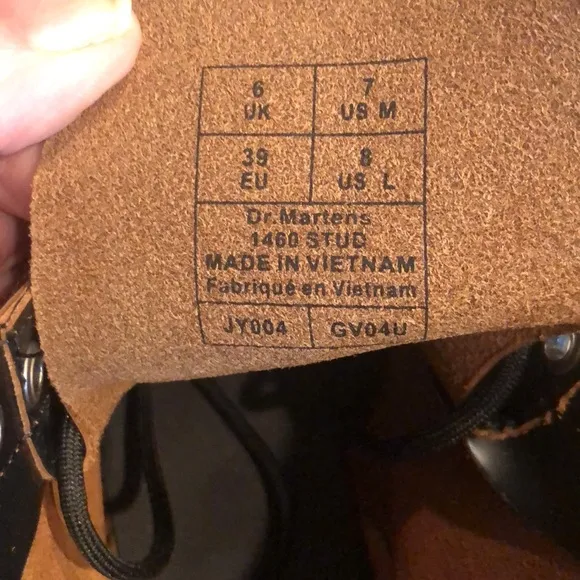 6 7
UK US M
39 8
EU US L
Dr.Martens
1460 STUD
MADE IN VIETNAM
Fabriqué en Vietnam
JY004 GV04U